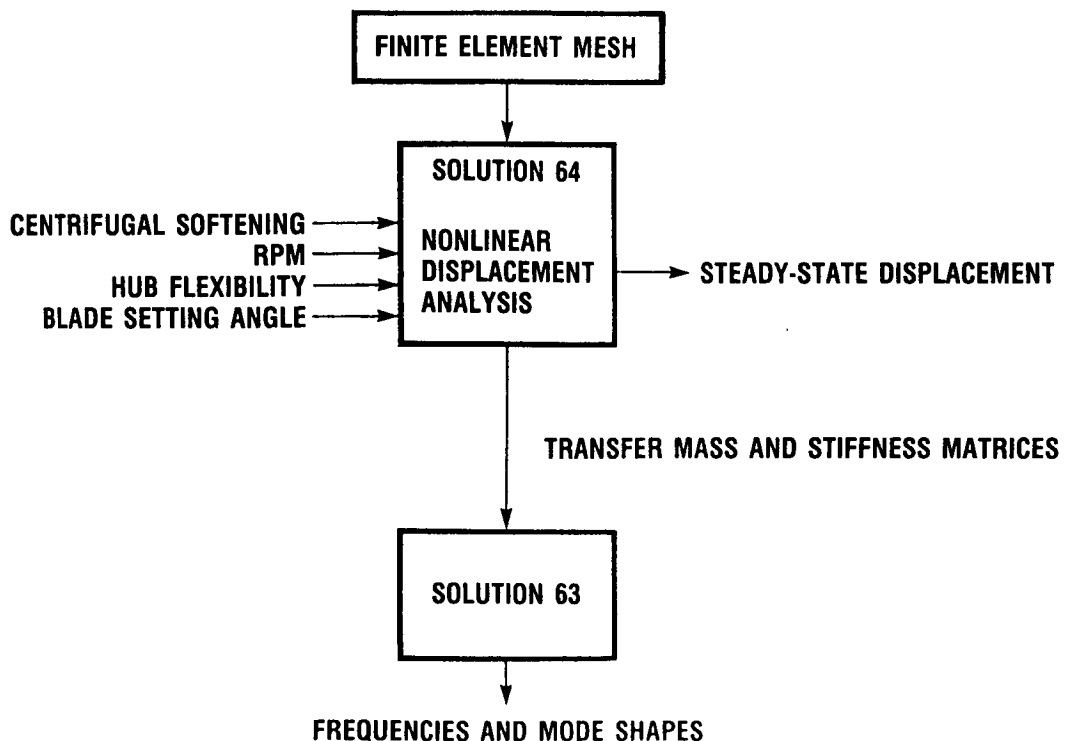 FINITE ELEMENT MESH
SOLUTION 64
CENTRIFUGAL SOFTENING
RPM
HUB FLEXIBILITY
BLADE SETTING ANGLE
NONLINEAR
DISPLACEMENT
ANALYSIS
STEADY-STATE DISPLACEMENT
TRANSFER MASS AND STIFFNESS MATRICES
SOLUTION 63
FREQUENCIES AND MODE SHAPES